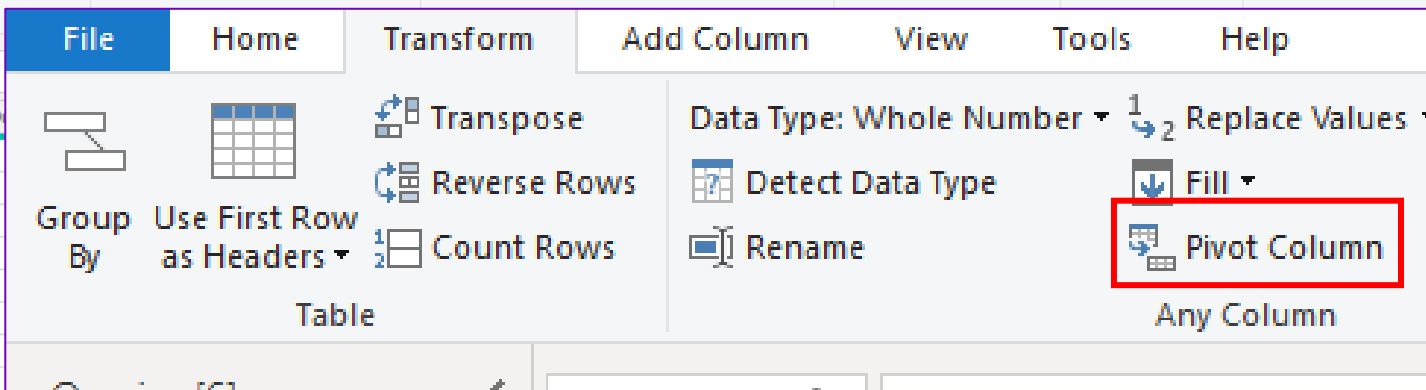 File Home Transform Add Column View Tools Help
Transpose
Reverse Rows
Count Rows
Group
By
Use First Row
as Headers
Table
Data Type: Whole Number
Detect Data Type
Rename
1 2 Replace Values
Fill
Pivot Column
Any Column